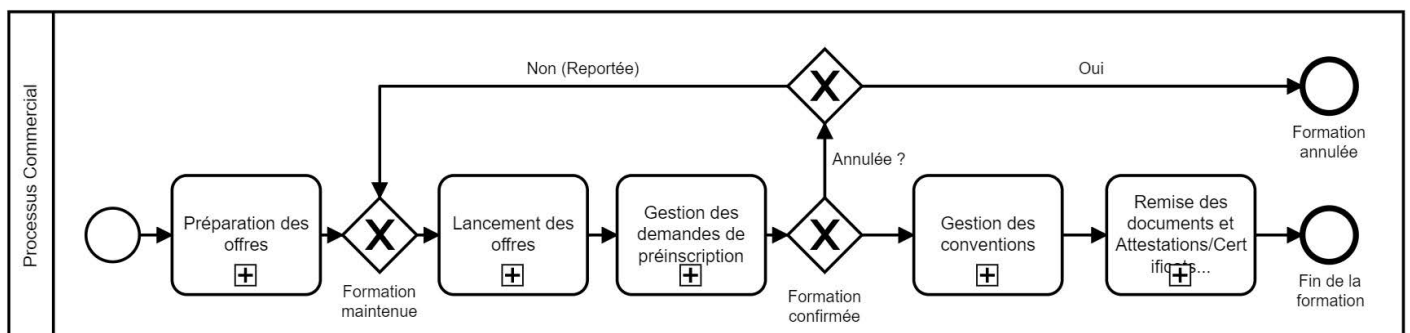 Processus Commercial
Non (Reportée)
Oui
Formation
annulée
Annulée ?
Préparation des
offres
Formation
maintenue
Lancement des
offres
Gestion des
demandes de
préinscription
Formation
confirmée
Gestion des
conventions
Remise des
documents et
Attestations/Cert
ificats...
Fin de la
formation